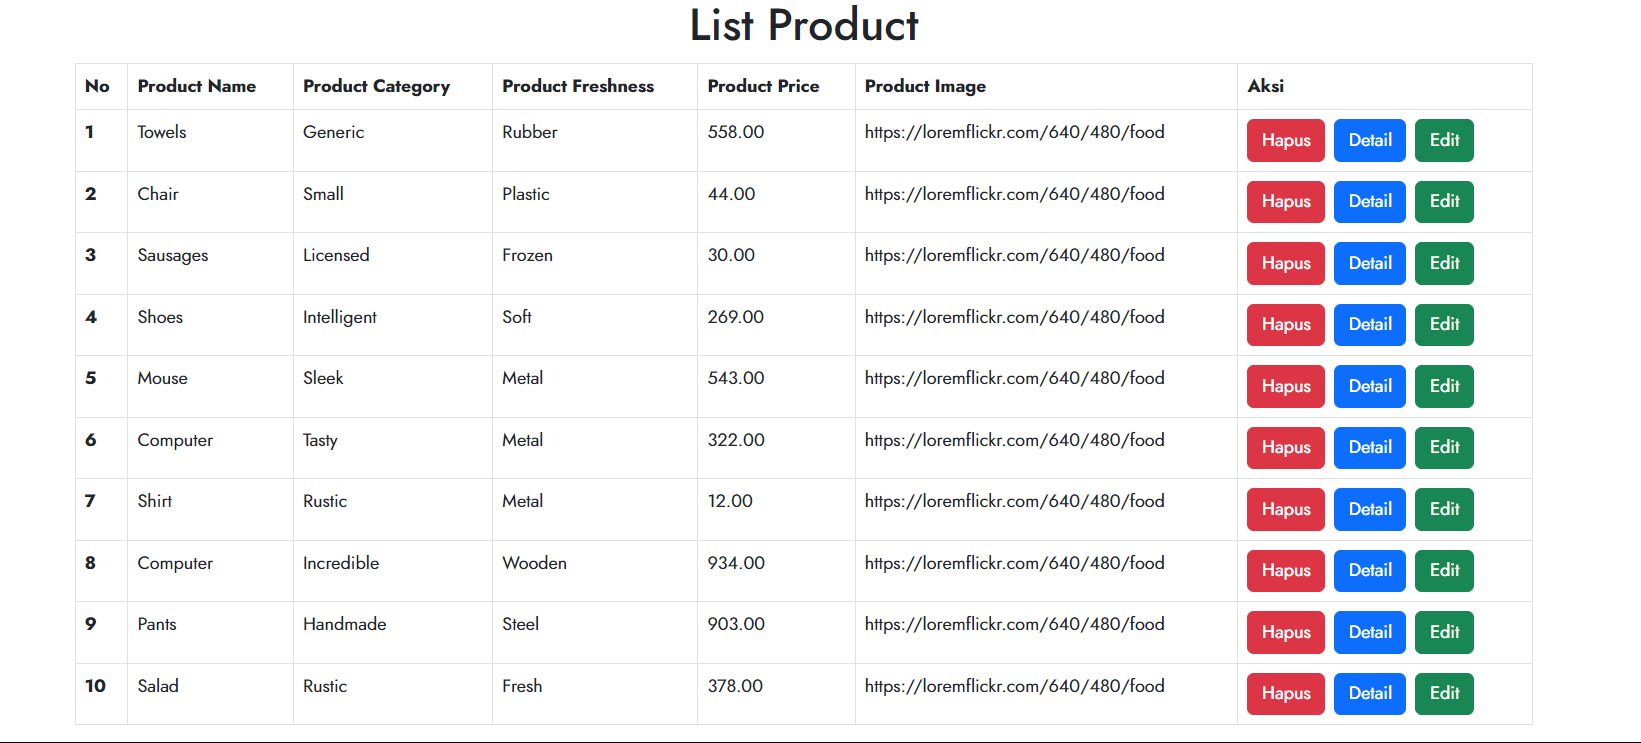 List Product
No Product Name Product Category Product Freshness Product Price Product Image Aksi
1 Towels Generic Rubber 558.00 https://loremflickr.com/640/480/food Hapus Detail Edit
2 Chair Small Plastic 44.00 https://loremflickr.com/640/480/food Hapus Detail Edit
3 Sausages Licensed Frozen 30.00 https://loremflickr.com/640/480/food Hapus Detail Edit
4 Shoes Intelligent Soft 269.00 https://loremflickr.com/640/480/food Hapus Detail Edit
5 Mouse Sleek Metal 543.00 https://loremflickr.com/640/480/food Hapus Detail Edit
6 Computer Tasty Metal 322.00 https://loremflickr.com/640/480/food Hapus Detail Edit
7 Shirt Rustic Metal 12.00 https://loremflickr.com/640/480/food Hapus Detail Edit
8 Computer Incredible Wooden 934.00 https://loremflickr.com/640/480/food Hapus Detail Edit
9 Pants Handmade Steel 903.00 https://loremflickr.com/640/480/food Hapus Detail Edit
10 Salad Rustic Fresh 378.00 https://loremflickr.com/640/480/food Hapus Detail Edit